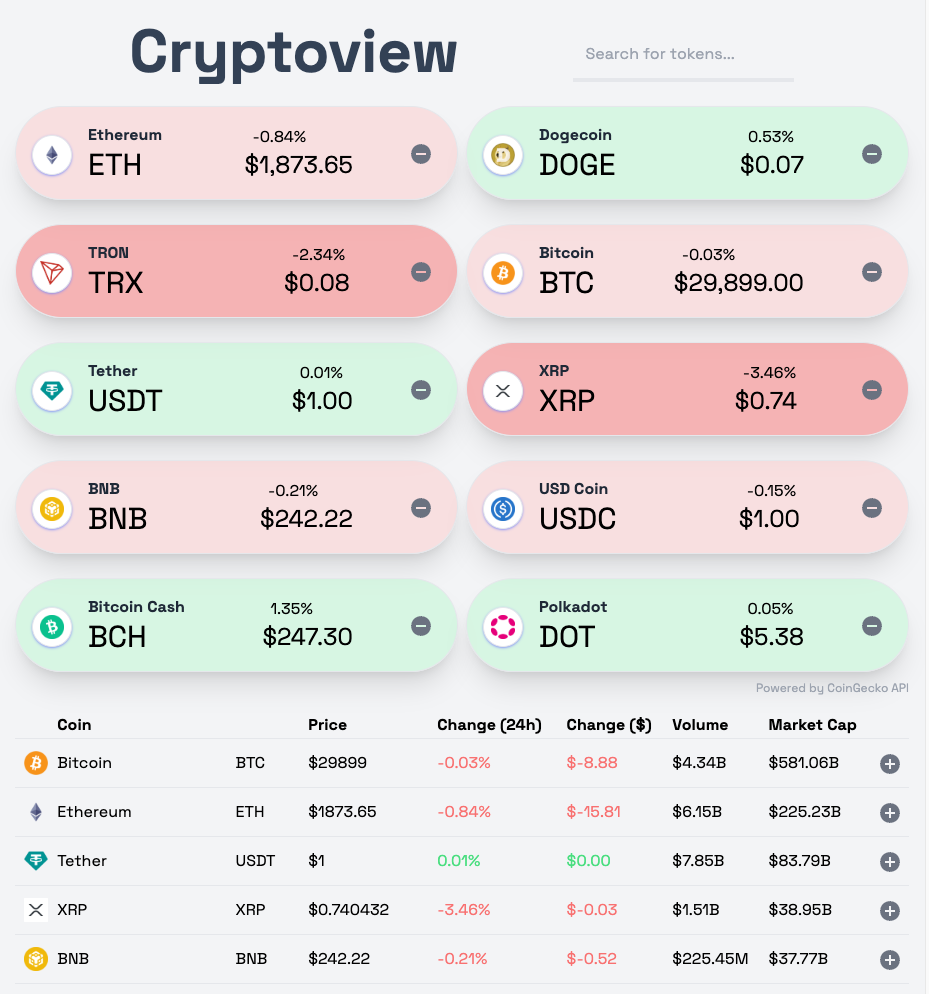 Cryptoview
Search for tokens...
Ethereum -0.84%
ETH $1,873.65
Dogecoin 0.53%
DOGE $0.07
TRON -2.34%
TRX $0.08
Bitcoin -0.03%
BTC $29,899.00
Tether 0.01%
USDT $1.00
XRP -3.46%
XRP $0.74
BNB -0.21%
BNB $242.22
USD Coin -0.15%
USDC $1.00
Bitcoin Cash 1.35%
BCH $247.30
Polkadot 0.05%
DOT $5.38
Powered by CoinGecko API
Coin Price Change (24h) Change ($) Volume Market Cap
Bitcoin BTC $29899 -0.03% $-8.88 $4.34B $581.06B
Ethereum ETH $1873.65 -0.84% $-15.81 $6.15B $225.23B
Tether USDT $1 0.01% $0.00 $7.85B $83.79B
XRP XRP $0.740432 -3.46% $-0.03 $1.51B $38.95B
BNB BNB $242.22 -0.21% $-0.52 $225.45M $37.77B